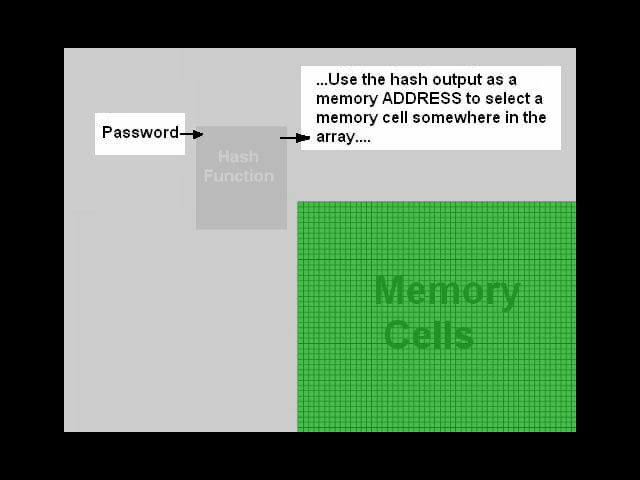 ...Use the hash output as a
memory ADDRESS to select a
memory cell somewhere in the
array....
Password
Hash
Function
Memory
Cells